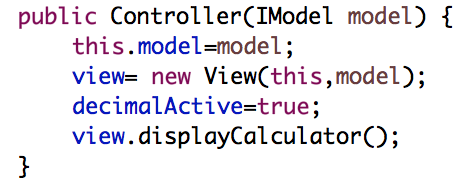 public Controller(IModel model) {
    this.model=model;
    view= new View(this,model);
    decimalActive=true;
    view.displayCalculator();
}